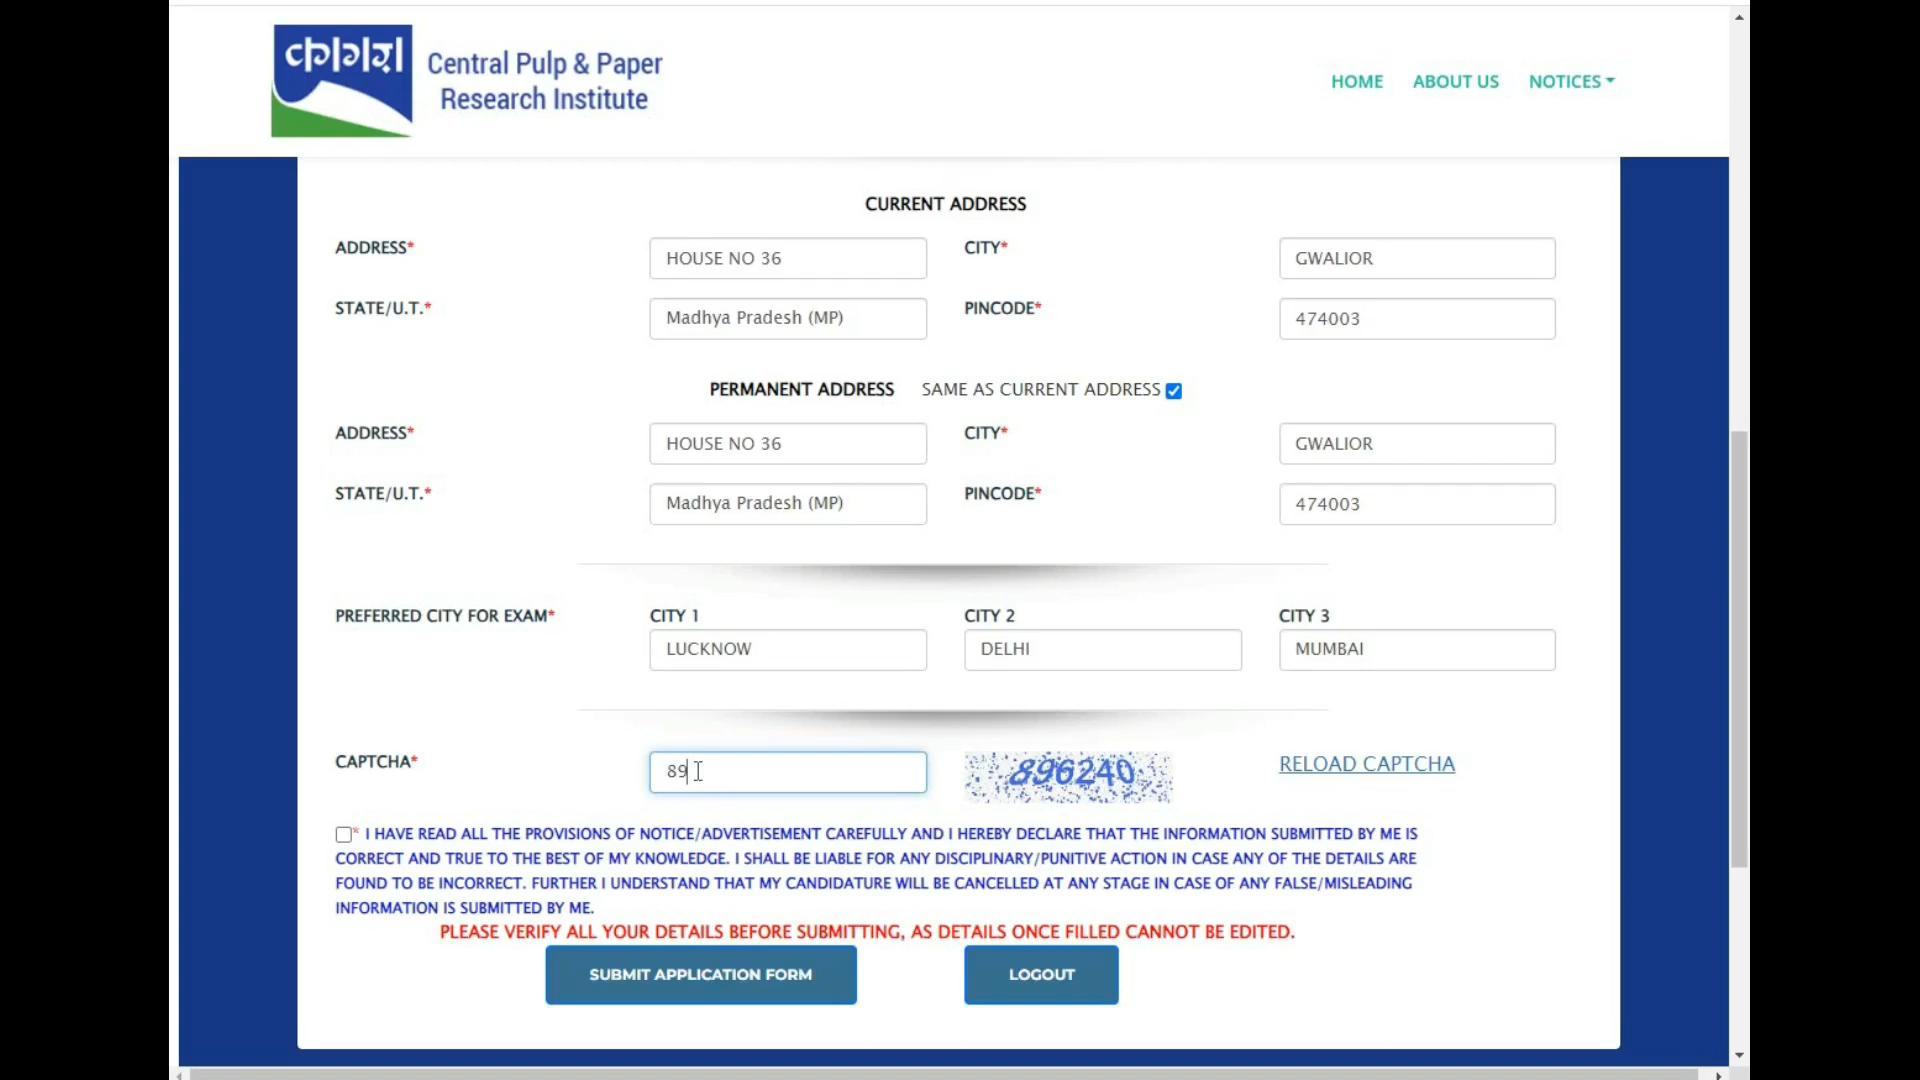 कागज़
Central Pulp & Paper
Research Institute
HOME ABOUT US NOTICES
CURRENT ADDRESS
ADDRESS* HOUSE NO 36 CITY* GWALIOR
STATE/U.T.* Madhya Pradesh (MP) PINCODE* 474003
PERMANENT ADDRESS SAME AS CURRENT ADDRESS
ADDRESS* HOUSE NO 36 CITY* GWALIOR
STATE/U.T.* Madhya Pradesh (MP) PINCODE* 474003
PREFERRED CITY FOR EXAM* CITY 1 CITY 2 CITY 3
LUCKNOW DELHI MUMBAI
CAPTCHA* 89 896240 RELOAD CAPTCHA
* I HAVE READ ALL THE PROVISIONS OF NOTICE/ADVERTISEMENT CAREFULLY AND I HEREBY DECLARE THAT THE INFORMATION SUBMITTED BY ME IS
CORRECT AND TRUE TO THE BEST OF MY KNOWLEDGE. I SHALL BE LIABLE FOR ANY DISCIPLINARY/PUNITIVE ACTION IN CASE ANY OF THE DETAILS ARE
FOUND TO BE INCORRECT. FURTHER I UNDERSTAND THAT MY CANDIDATURE WILL BE CANCELLED AT ANY STAGE IN CASE OF ANY FALSE/MISLEADING
INFORMATION IS SUBMITTED BY ME.
PLEASE VERIFY ALL YOUR DETAILS BEFORE SUBMITTING, AS DETAILS ONCE FILLED CANNOT BE EDITED.
SUBMIT APPLICATION FORM LOGOUT